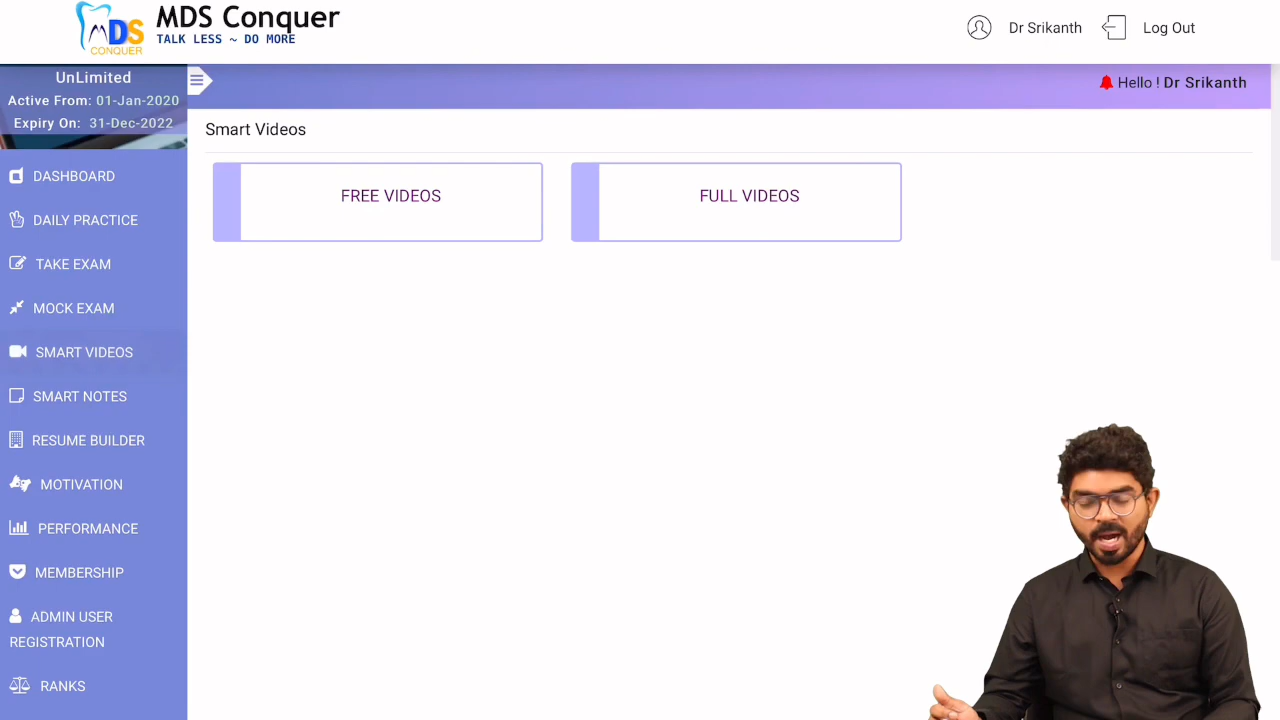 MDS
CONQUER
MDS Conquer
TALK LESS ~ DO MORE
Dr Srikanth
Log Out
UnLimited
Active From: 01-Jan-2020
Expiry On: 31-Dec-2022
Hello ! Dr Srikanth
Smart Videos
FREE VIDEOS
FULL VIDEOS
DASHBOARD
DAILY PRACTICE
TAKE EXAM
MOCK EXAM
SMART VIDEOS
SMART NOTES
RESUME BUILDER
MOTIVATION
PERFORMANCE
MEMBERSHIP
ADMIN USER
REGISTRATION
RANKS